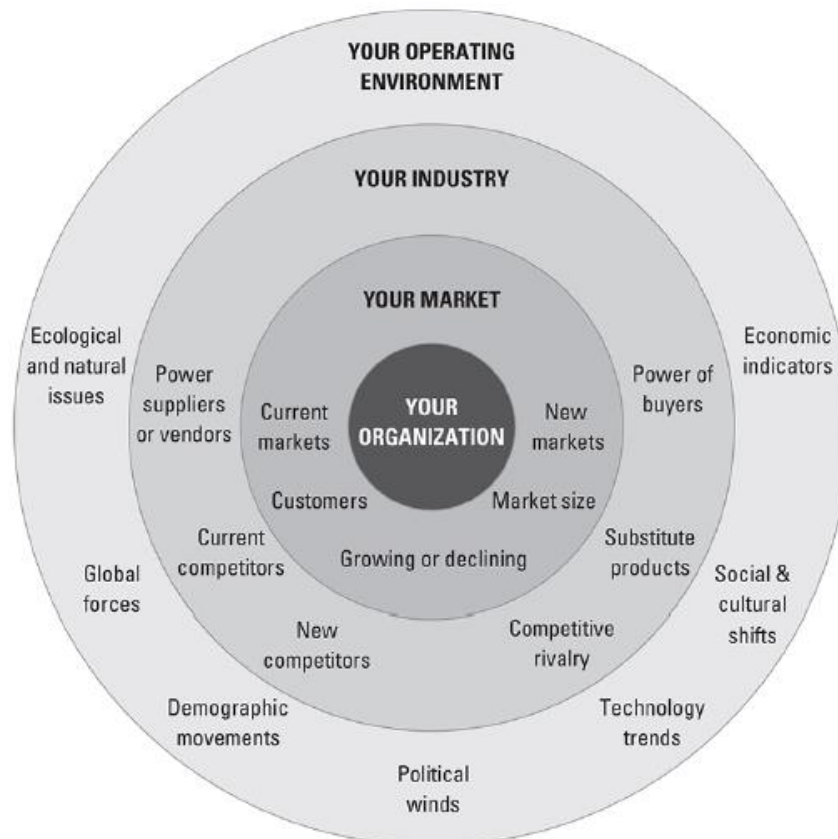 YOUR OPERATING
ENVIRONMENT
YOUR INDUSTRY
YOUR MARKET
YOUR
ORGANIZATION
Current
markets
New
markets
Customers
Market size
Growing or declining
Power
suppliers
or vendors
Power of
buyers
Current
competitors
Substitute
products
New
competitors
Competitive
rivalry
Ecological
and natural
issues
Economic
indicators
Global
forces
Social &
cultural
shifts
Demographic
movements
Technology
trends
Political
winds